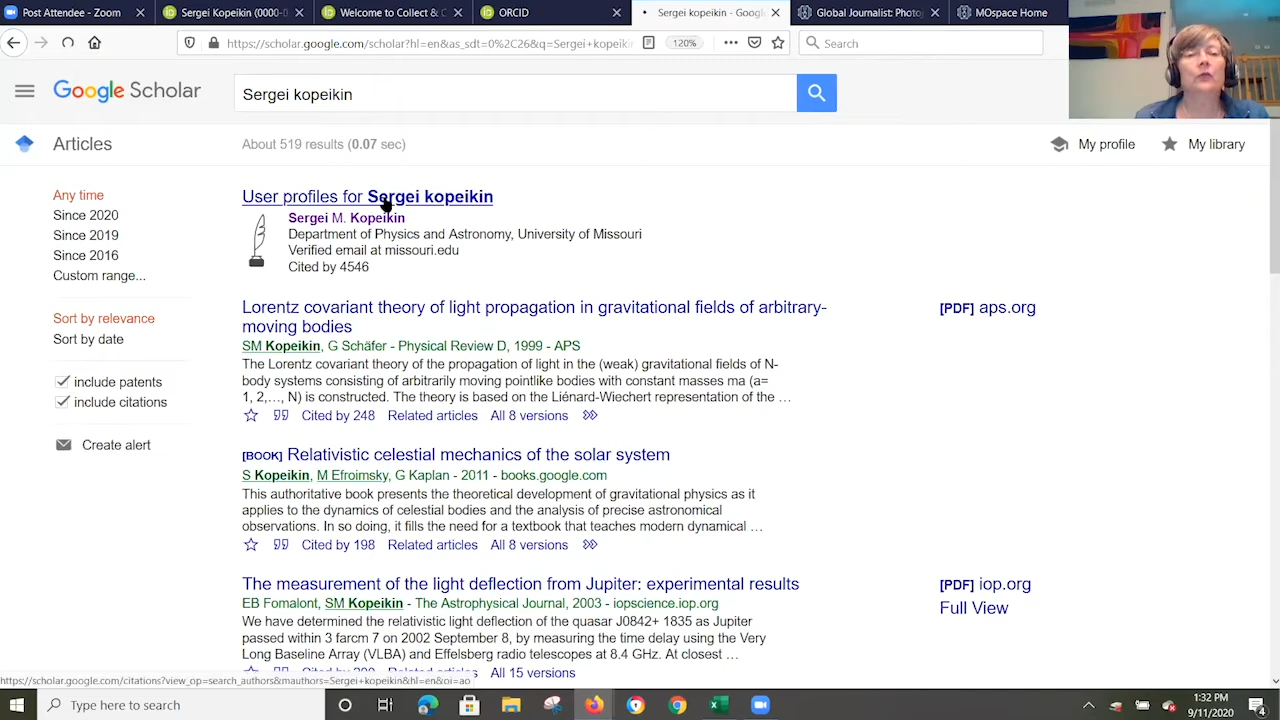 Post Attendee - Zoom
Sergei Kopeikin (0000-0
Welcome to Collect & C
ORCID
Sergei kopeikin - Googl
Global Journalist: Photo
MOspace Home
https://scholar.google.com/scholar?hl=en&as_sdt=0%2C26&q=Sergei+kopeikin
120%
Search
Google Scholar
Sergei kopeikin
Articles
About 519 results (0.07 sec)
My profile
My library
Any time
Since 2020
Since 2019
Since 2016
Custom range...
Sort by relevance
Sort by date
include patents
include citations
Create alert
User profiles for Sergei kopeikin
Sergei M. Kopeikin
Department of Physics and Astronomy, University of Missouri
Verified email at missouri.edu
Cited by 4546
Lorentz covariant theory of light propagation in gravitational fields of arbitrary-
moving bodies
[PDF] aps.org
SM Kopeikin, G Schäfer - Physical Review D, 1999 - APS
The Lorentz covariant theory of the propagation of light in the (weak) gravitational fields of N-
body systems consisting of arbitrarily moving pointlike bodies with constant masses ma (a=
1, 2,…, N) is constructed. The theory is based on the Liénard-Wiechert representation of the …
Cited by 248 Related articles All 8 versions
[BOOK] Relativistic celestial mechanics of the solar system
S Kopeikin, M Efroimsky, G Kaplan - 2011 - books.google.com
This authoritative book presents the theoretical development of gravitational physics as it
applies to the dynamics of celestial bodies and the analysis of precise astronomical
observations. In so doing, it fills the need for a textbook that teaches modern dynamical …
Cited by 198 Related articles All 8 versions
The measurement of the light deflection from Jupiter: experimental results
[PDF] iop.org
EB Fomalont, SM Kopeikin - The Astrophysical Journal, 2003 - iopscience.iop.org
Full View
We have determined the relativistic light deflection of the quasar J0842+ 1835 as Jupiter
passed within 3 farcm 7 on 2002 September 8, by measuring the time delay using the Very
Long Baseline Array (VLBA) and Effelsberg radio telescopes at 8.4 GHz. At closest …
Related articles All 15 versions
https://scholar.google.com/citations?view_op=search_authors&mauthors=Sergei+kopeikin&hl=en&oi=ao
Type here to search
1:32 PM
9/11/2020
4